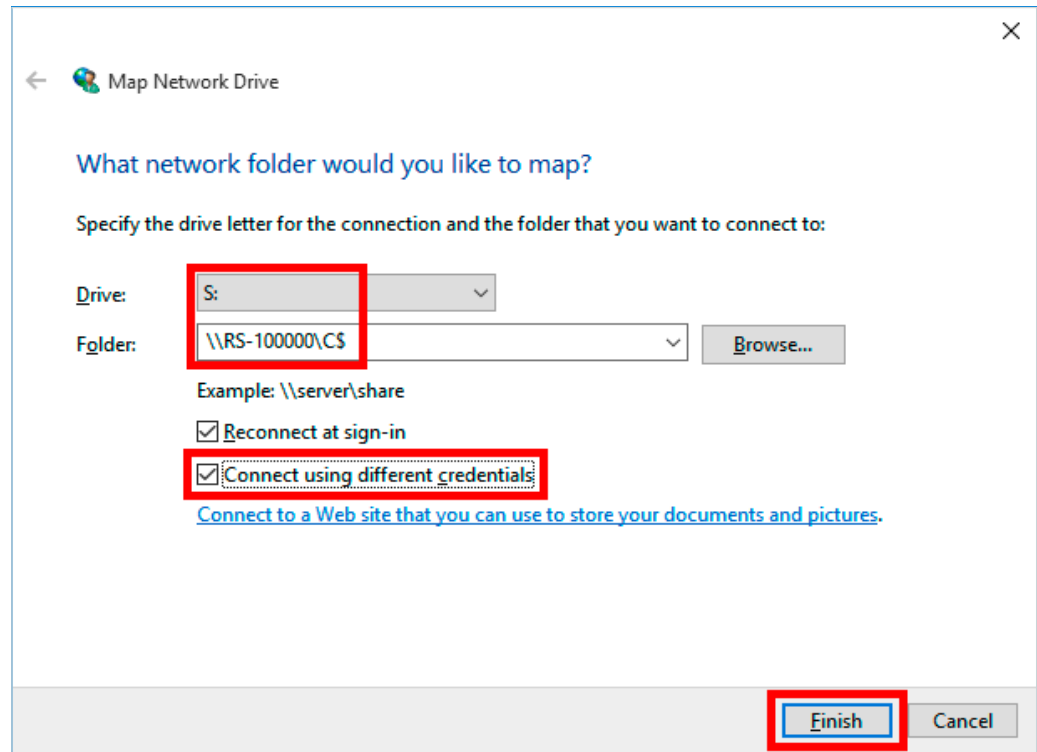 Map Network Drive
What network folder would you like to map?
Specify the drive letter for the connection and the folder that you want to connect to:
Drive: S:
Folder: \\RS-100000\C$ Browse...
Example: \\server\share
Reconnect at sign-in
Connect using different credentials
Connect to a Web site that you can use to store your documents and pictures.
Finish Cancel